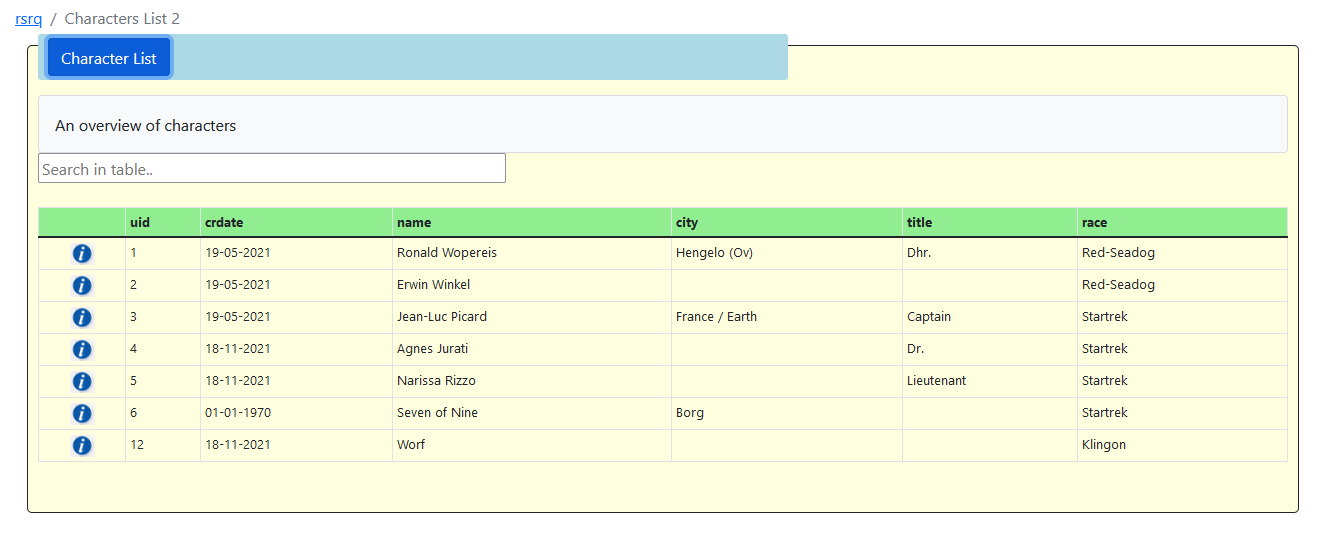 rsrq / Characters List 2
Character List
An overview of characters
Search in table..
uid crdate name city title race
i 1 19-05-2021 Ronald Wopereis Hengelo (Ov) Dhr. Red-Seadog
i 2 19-05-2021 Erwin Winkel Red-Seadog
i 3 19-05-2021 Jean-Luc Picard France / Earth Captain Startrek
i 4 18-11-2021 Agnes Jurati Dr. Startrek
i 5 18-11-2021 Narissa Rizzo Lieutenant Startrek
i 6 01-01-1970 Seven of Nine Borg Startrek
i 12 18-11-2021 Worf Klingon